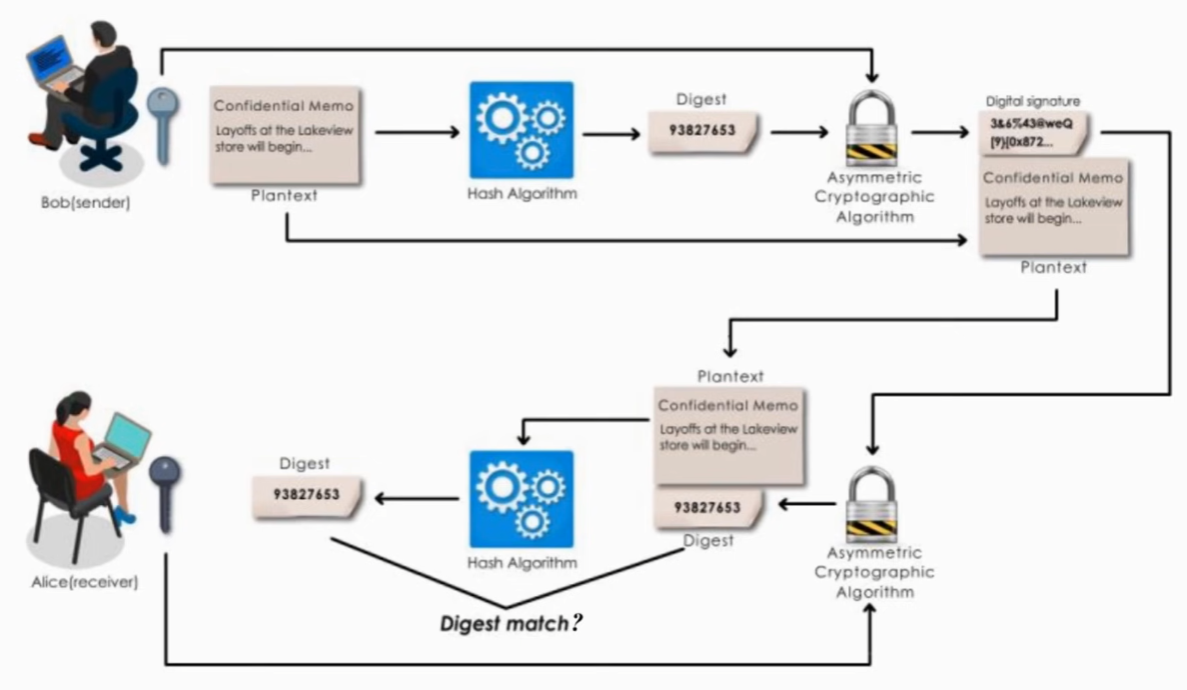 Confidential Memo
Layoffs at the Lakeview
store will begin...
Plantext
Bob(sender)
Hash Algorithm
Digest
93827653
Asymmetric
Cryptographic
Algorithm
Digital signature
3&6%43@weQ
[9}[0x872...
Confidential Memo
Layoffs at the Lakeview
store will begin...
Plantext
Plantext
Confidential Memo
Layoffs at the Lakeview
store will begin...
93827653
Digest
Asymmetric
Cryptographic
Algorithm
Hash Algorithm
Digest
93827653
Alice(receiver)
Digest match?